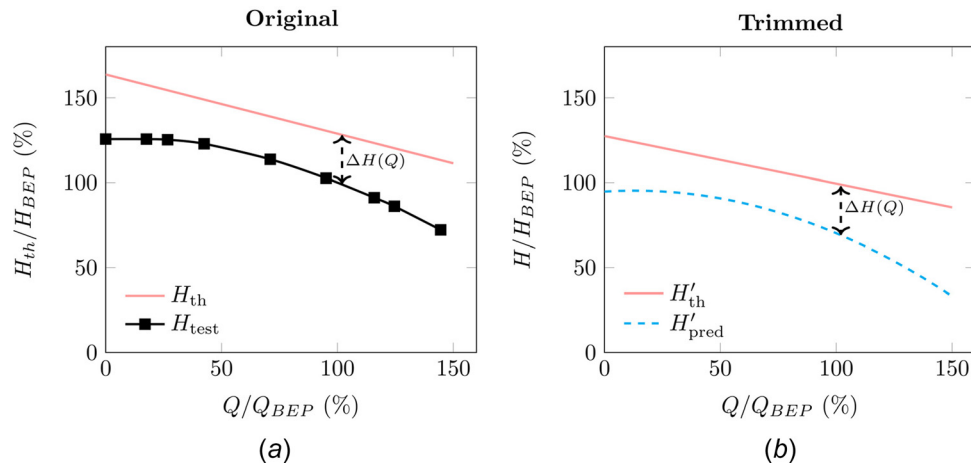 Original
H_th/H_BEP (%)
150
100
50
0
ΔH(Q)
H_th
H_test
0 50 100 150
Q/Q_BEP (%)
(a)
Trimmed
H/H_BEP (%)
150
100
50
0
ΔH(Q)
H′_th
H′_pred
0 50 100 150
Q/Q_BEP (%)
(b)